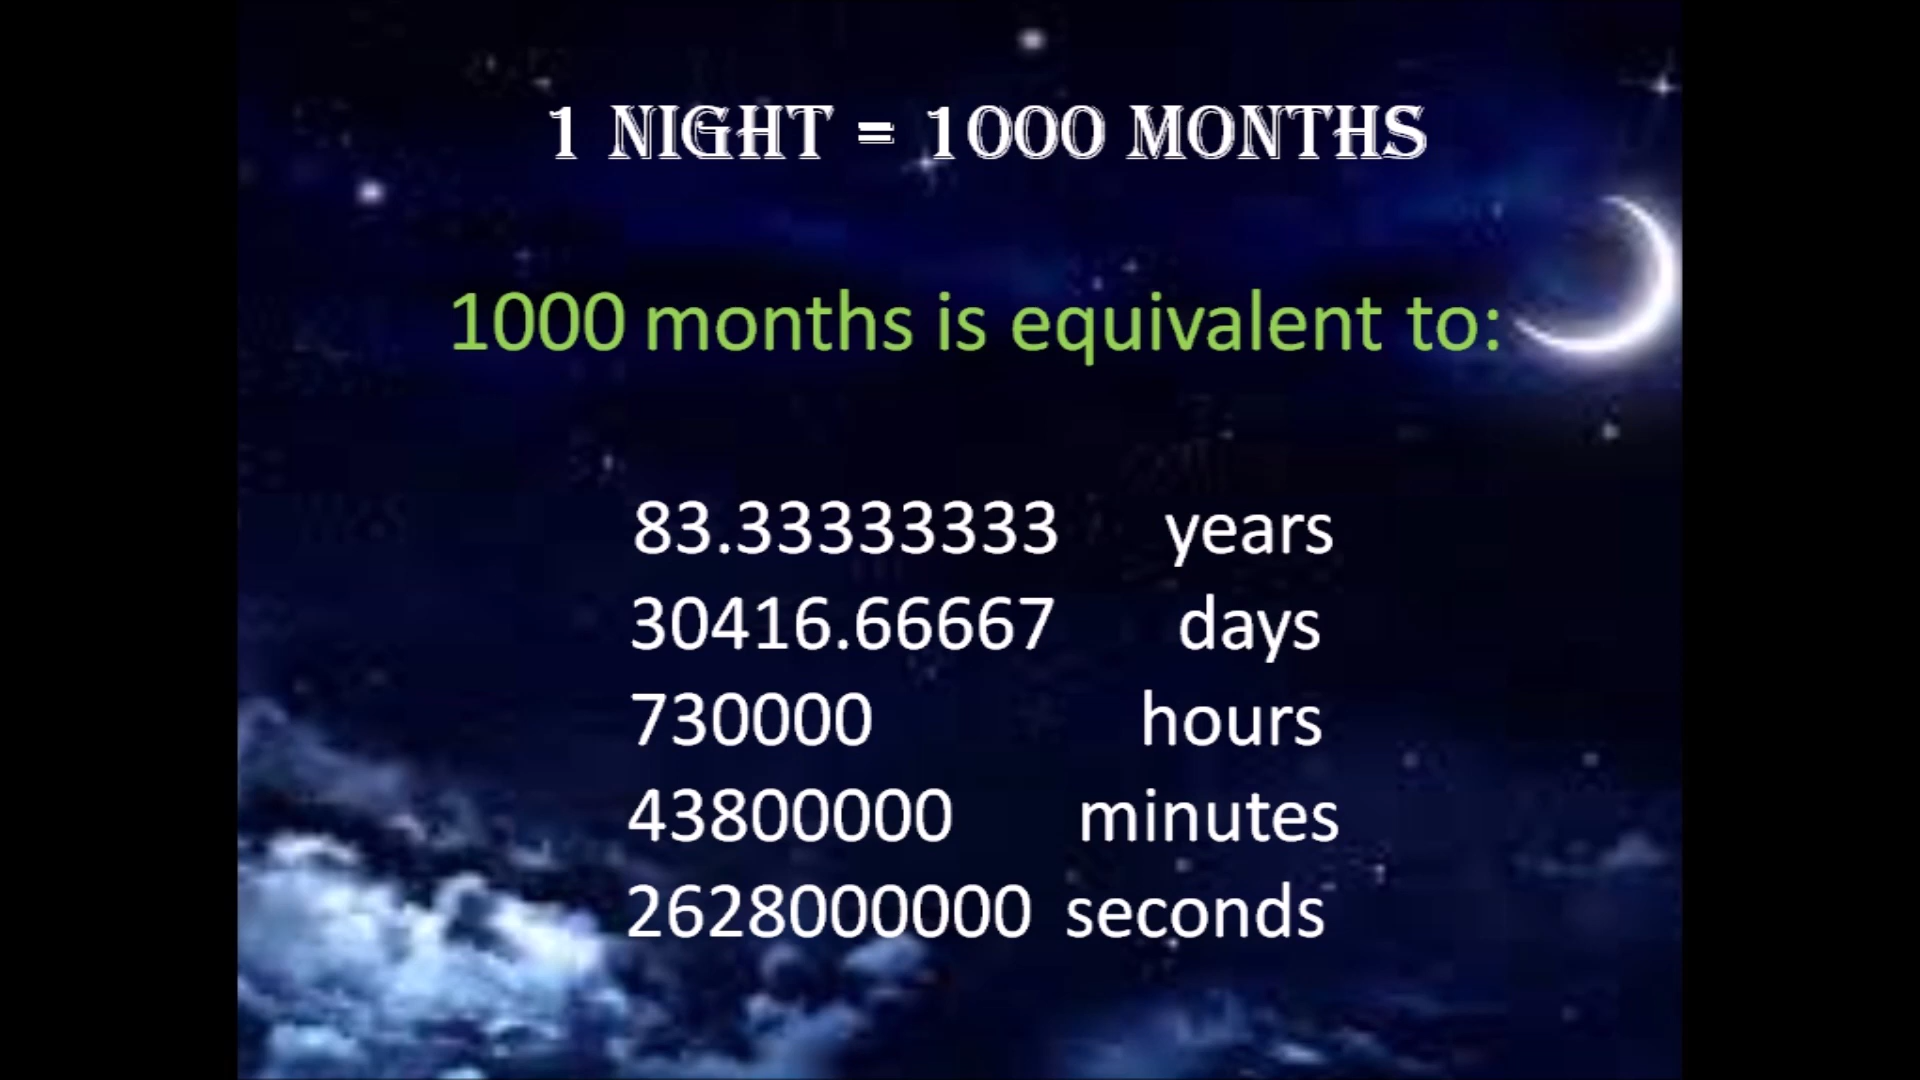 1 NIGHT = 1000 MONTHS
1000 months is equivalent to:
83.33333333 years
30416.66667 days
730000 hours
43800000 minutes
2628000000 seconds